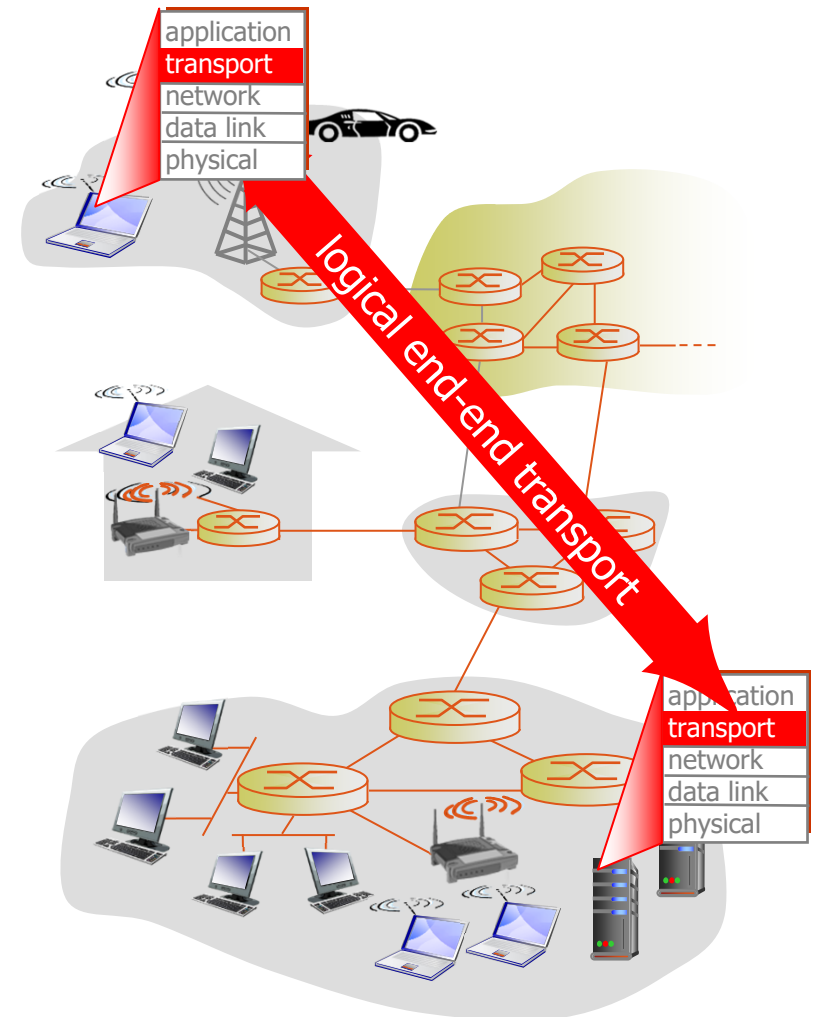 application
transport
network
data link
physical
logical end-end transport
application
transport
network
data link
physical